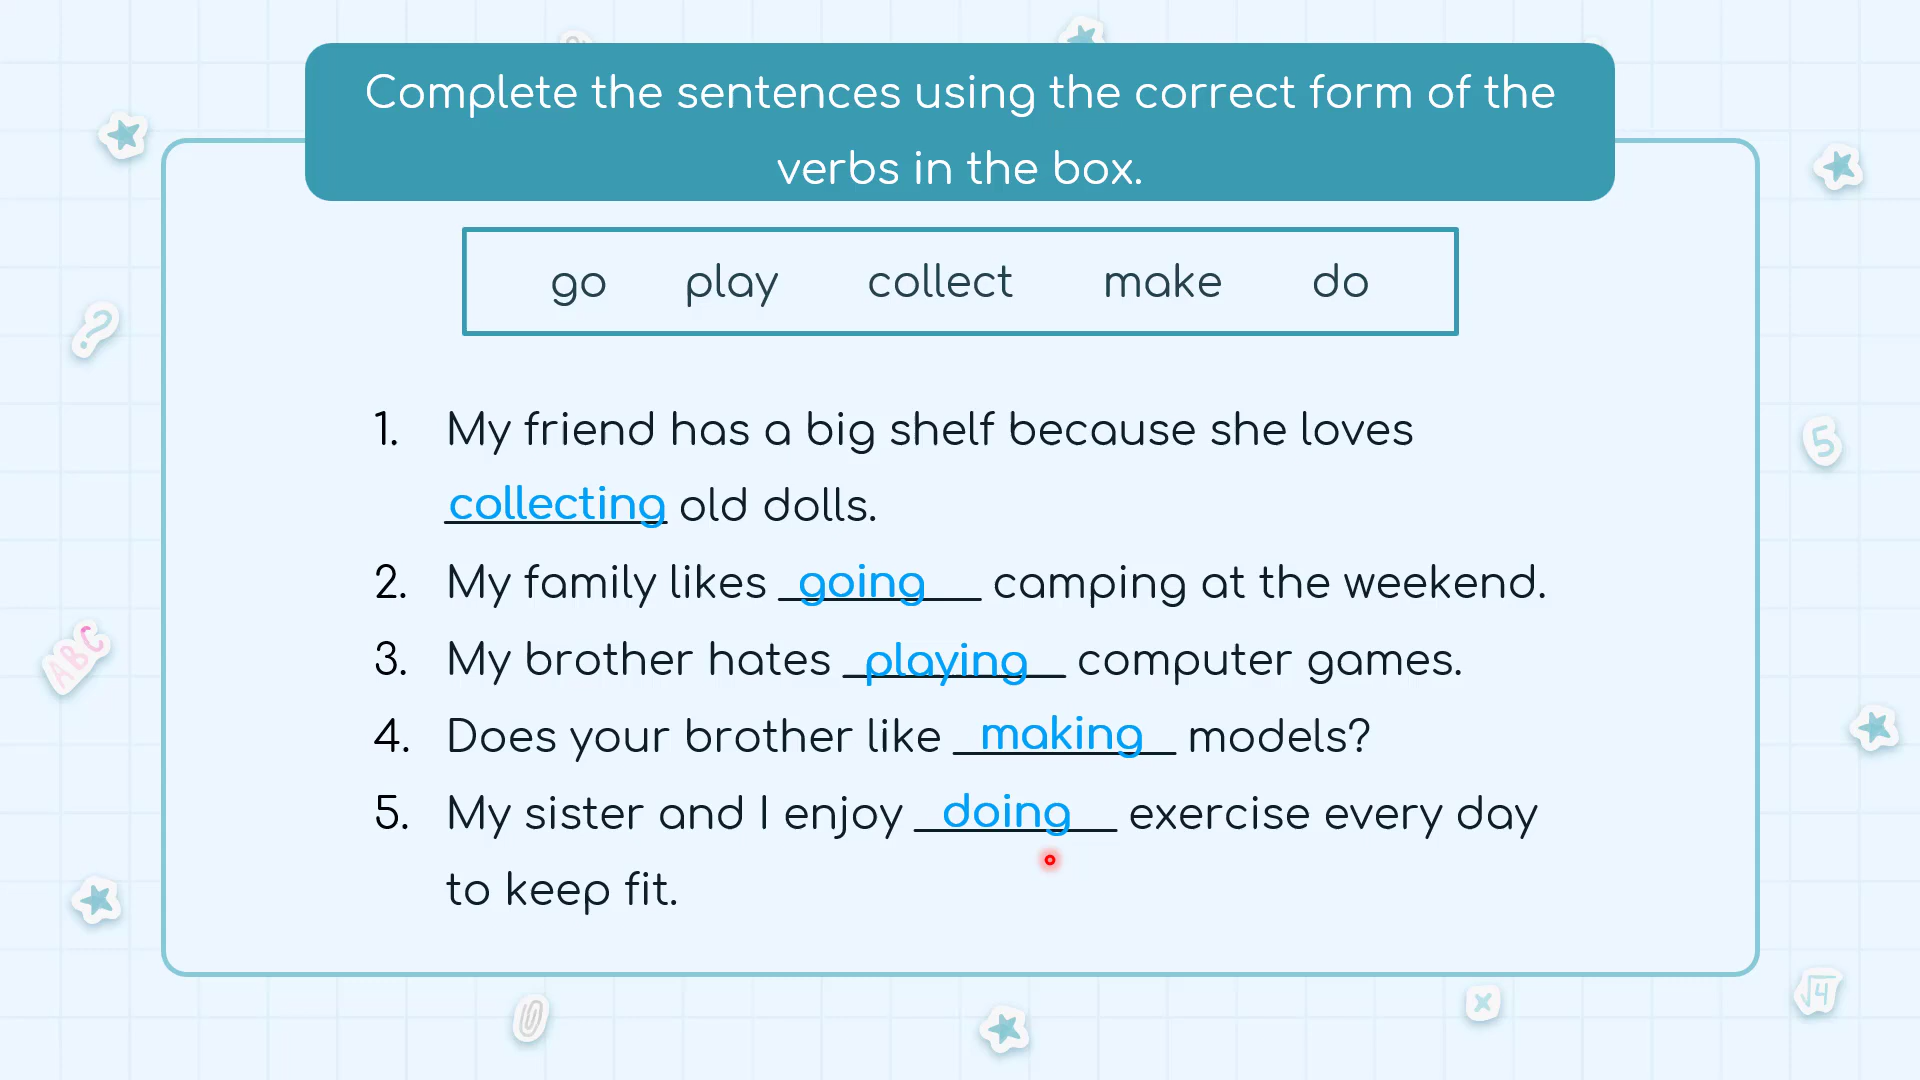 Complete the sentences using the correct form of the
verbs in the box.
go play collect make do
1. My friend has a big shelf because she loves
collecting old dolls.
2. My family likes going camping at the weekend.
3. My brother hates playing computer games.
4. Does your brother like making models?
5. My sister and I enjoy doing exercise every day
to keep fit.
?
5
ABC
x
√4